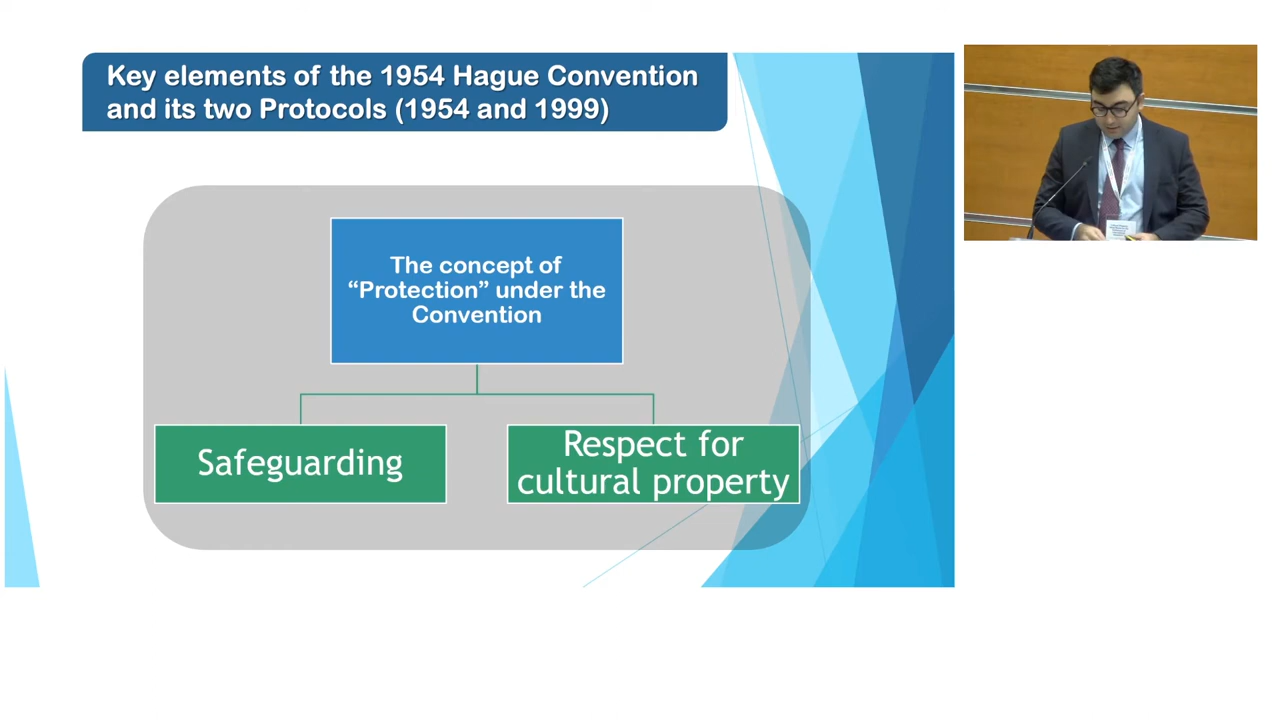 Key elements of the 1954 Hague Convention
and its two Protocols (1954 and 1999)
The concept of
“Protection” under the
Convention
Safeguarding
Respect for
cultural property